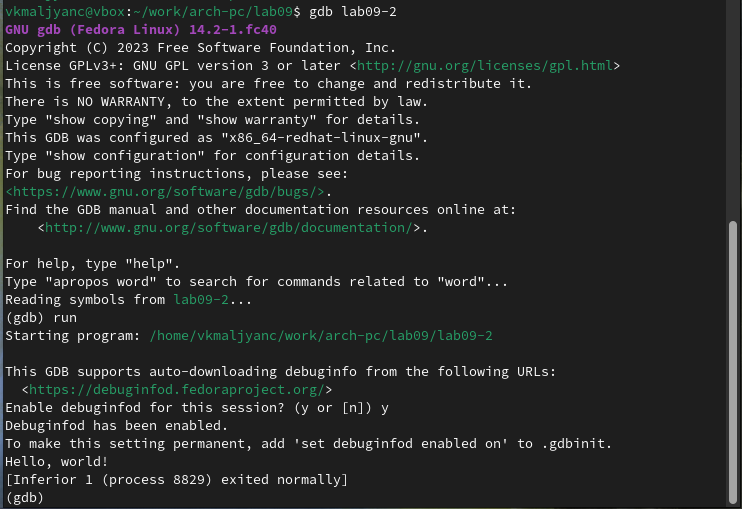 vkmaljyanc@vbox:~/work/arch-pc/lab09$ gdb lab09-2
GNU gdb (Fedora Linux) 14.2-1.fc40
Copyright (C) 2023 Free Software Foundation, Inc.
License GPLv3+: GNU GPL version 3 or later <http://gnu.org/licenses/gpl.html>
This is free software: you are free to change and redistribute it.
There is NO WARRANTY, to the extent permitted by law.
Type "show copying" and "show warranty" for details.
This GDB was configured as "x86_64-redhat-linux-gnu".
Type "show configuration" for configuration details.
For bug reporting instructions, please see:
<https://www.gnu.org/software/gdb/bugs/>.
Find the GDB manual and other documentation resources online at:
    <http://www.gnu.org/software/gdb/documentation/>.

For help, type "help".
Type "apropos word" to search for commands related to "word"...
Reading symbols from lab09-2...
(gdb) run
Starting program: /home/vkmaljyanc/work/arch-pc/lab09/lab09-2

This GDB supports auto-downloading debuginfo from the following URLs:
  <https://debuginfod.fedoraproject.org/>
Enable debuginfod for this session? (y or [n]) y
Debuginfod has been enabled.
To make this setting permanent, add 'set debuginfod enabled on' to .gdbinit.
Hello, world!
[Inferior 1 (process 8829) exited normally]
(gdb)